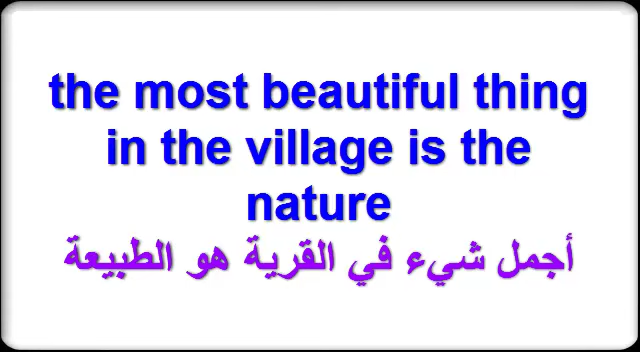 the most beautiful thing
in the village is the
nature
أجمل شيء في القرية هو الطبيعة